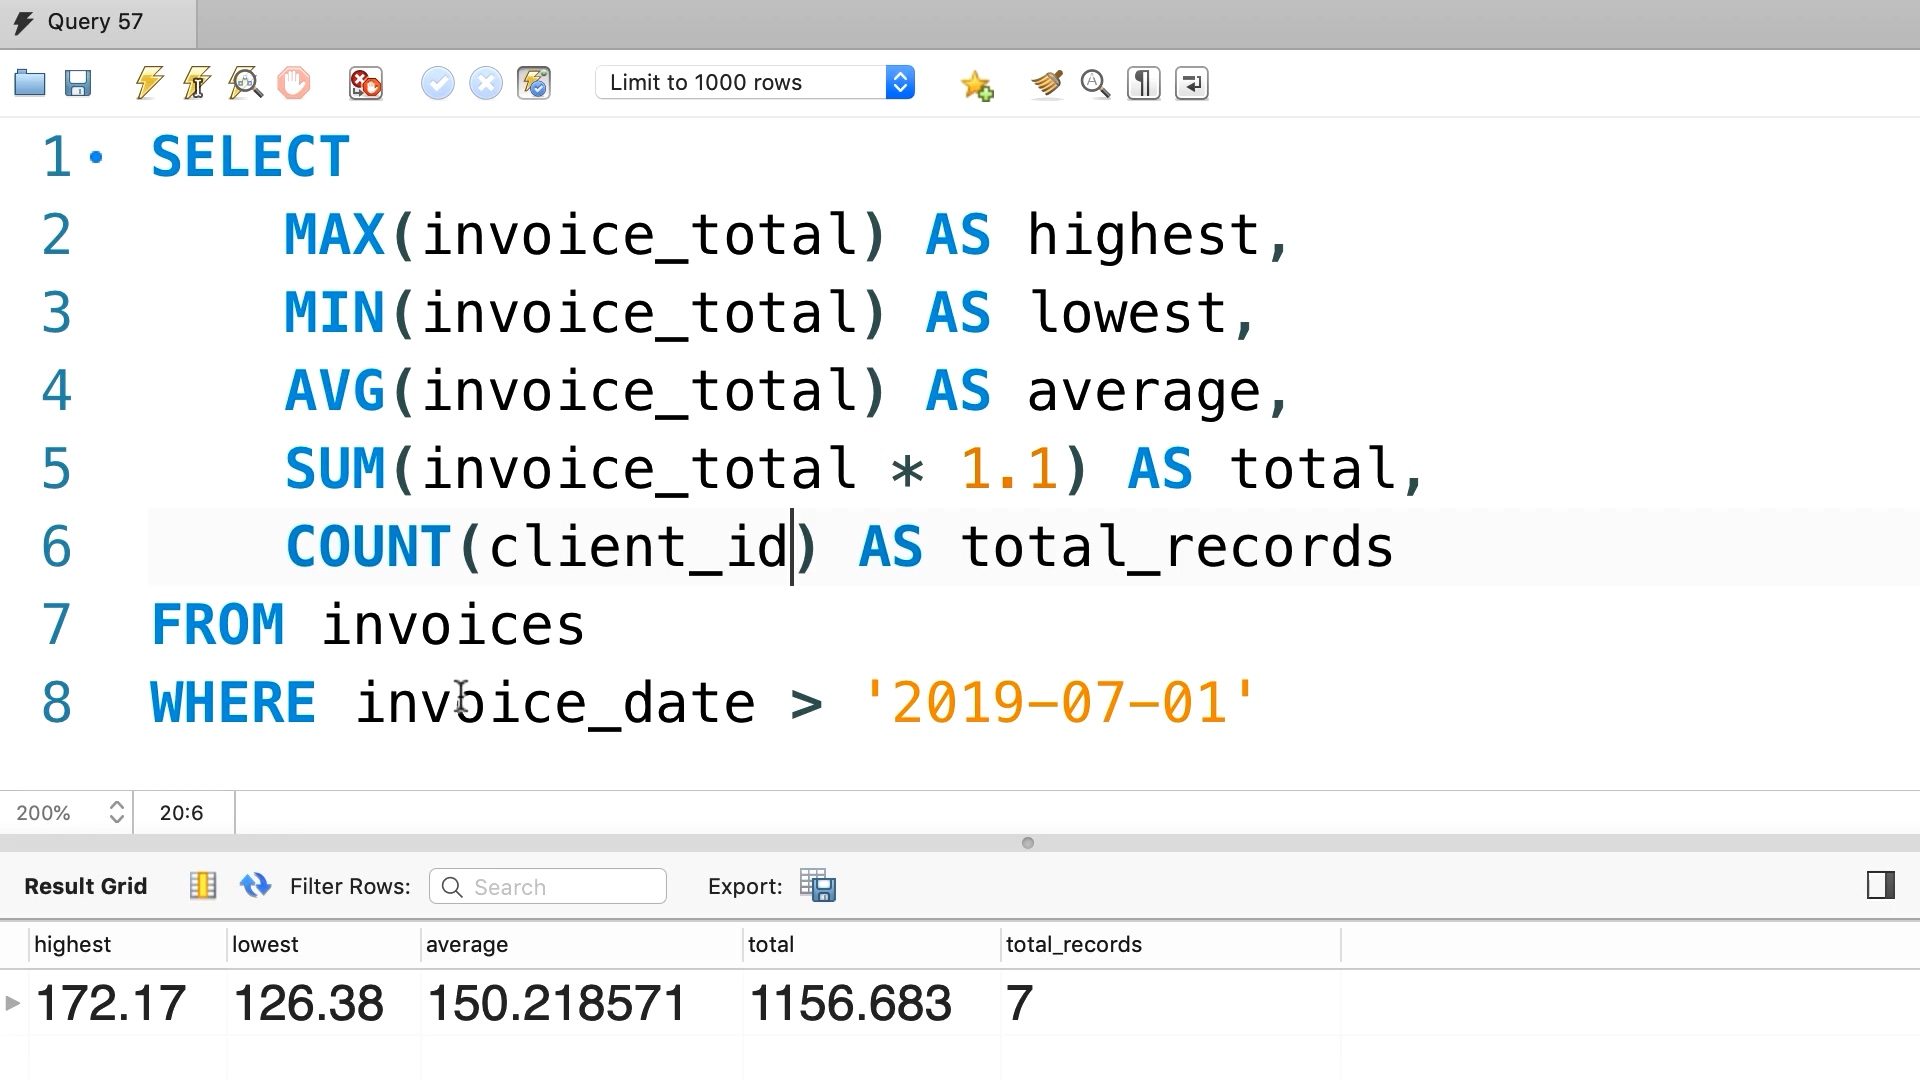 Query 57
Limit to 1000 rows
1 SELECT
2 MAX(invoice_total) AS highest,
3 MIN(invoice_total) AS lowest,
4 AVG(invoice_total) AS average,
5 SUM(invoice_total * 1.1) AS total,
6 COUNT(client_id) AS total_records
7 FROM invoices
8 WHERE invoice_date > '2019-07-01'
200% 20:6
Result Grid Filter Rows: Search Export:
highest lowest average total total_records
172.17 126.38 150.218571 1156.683 7